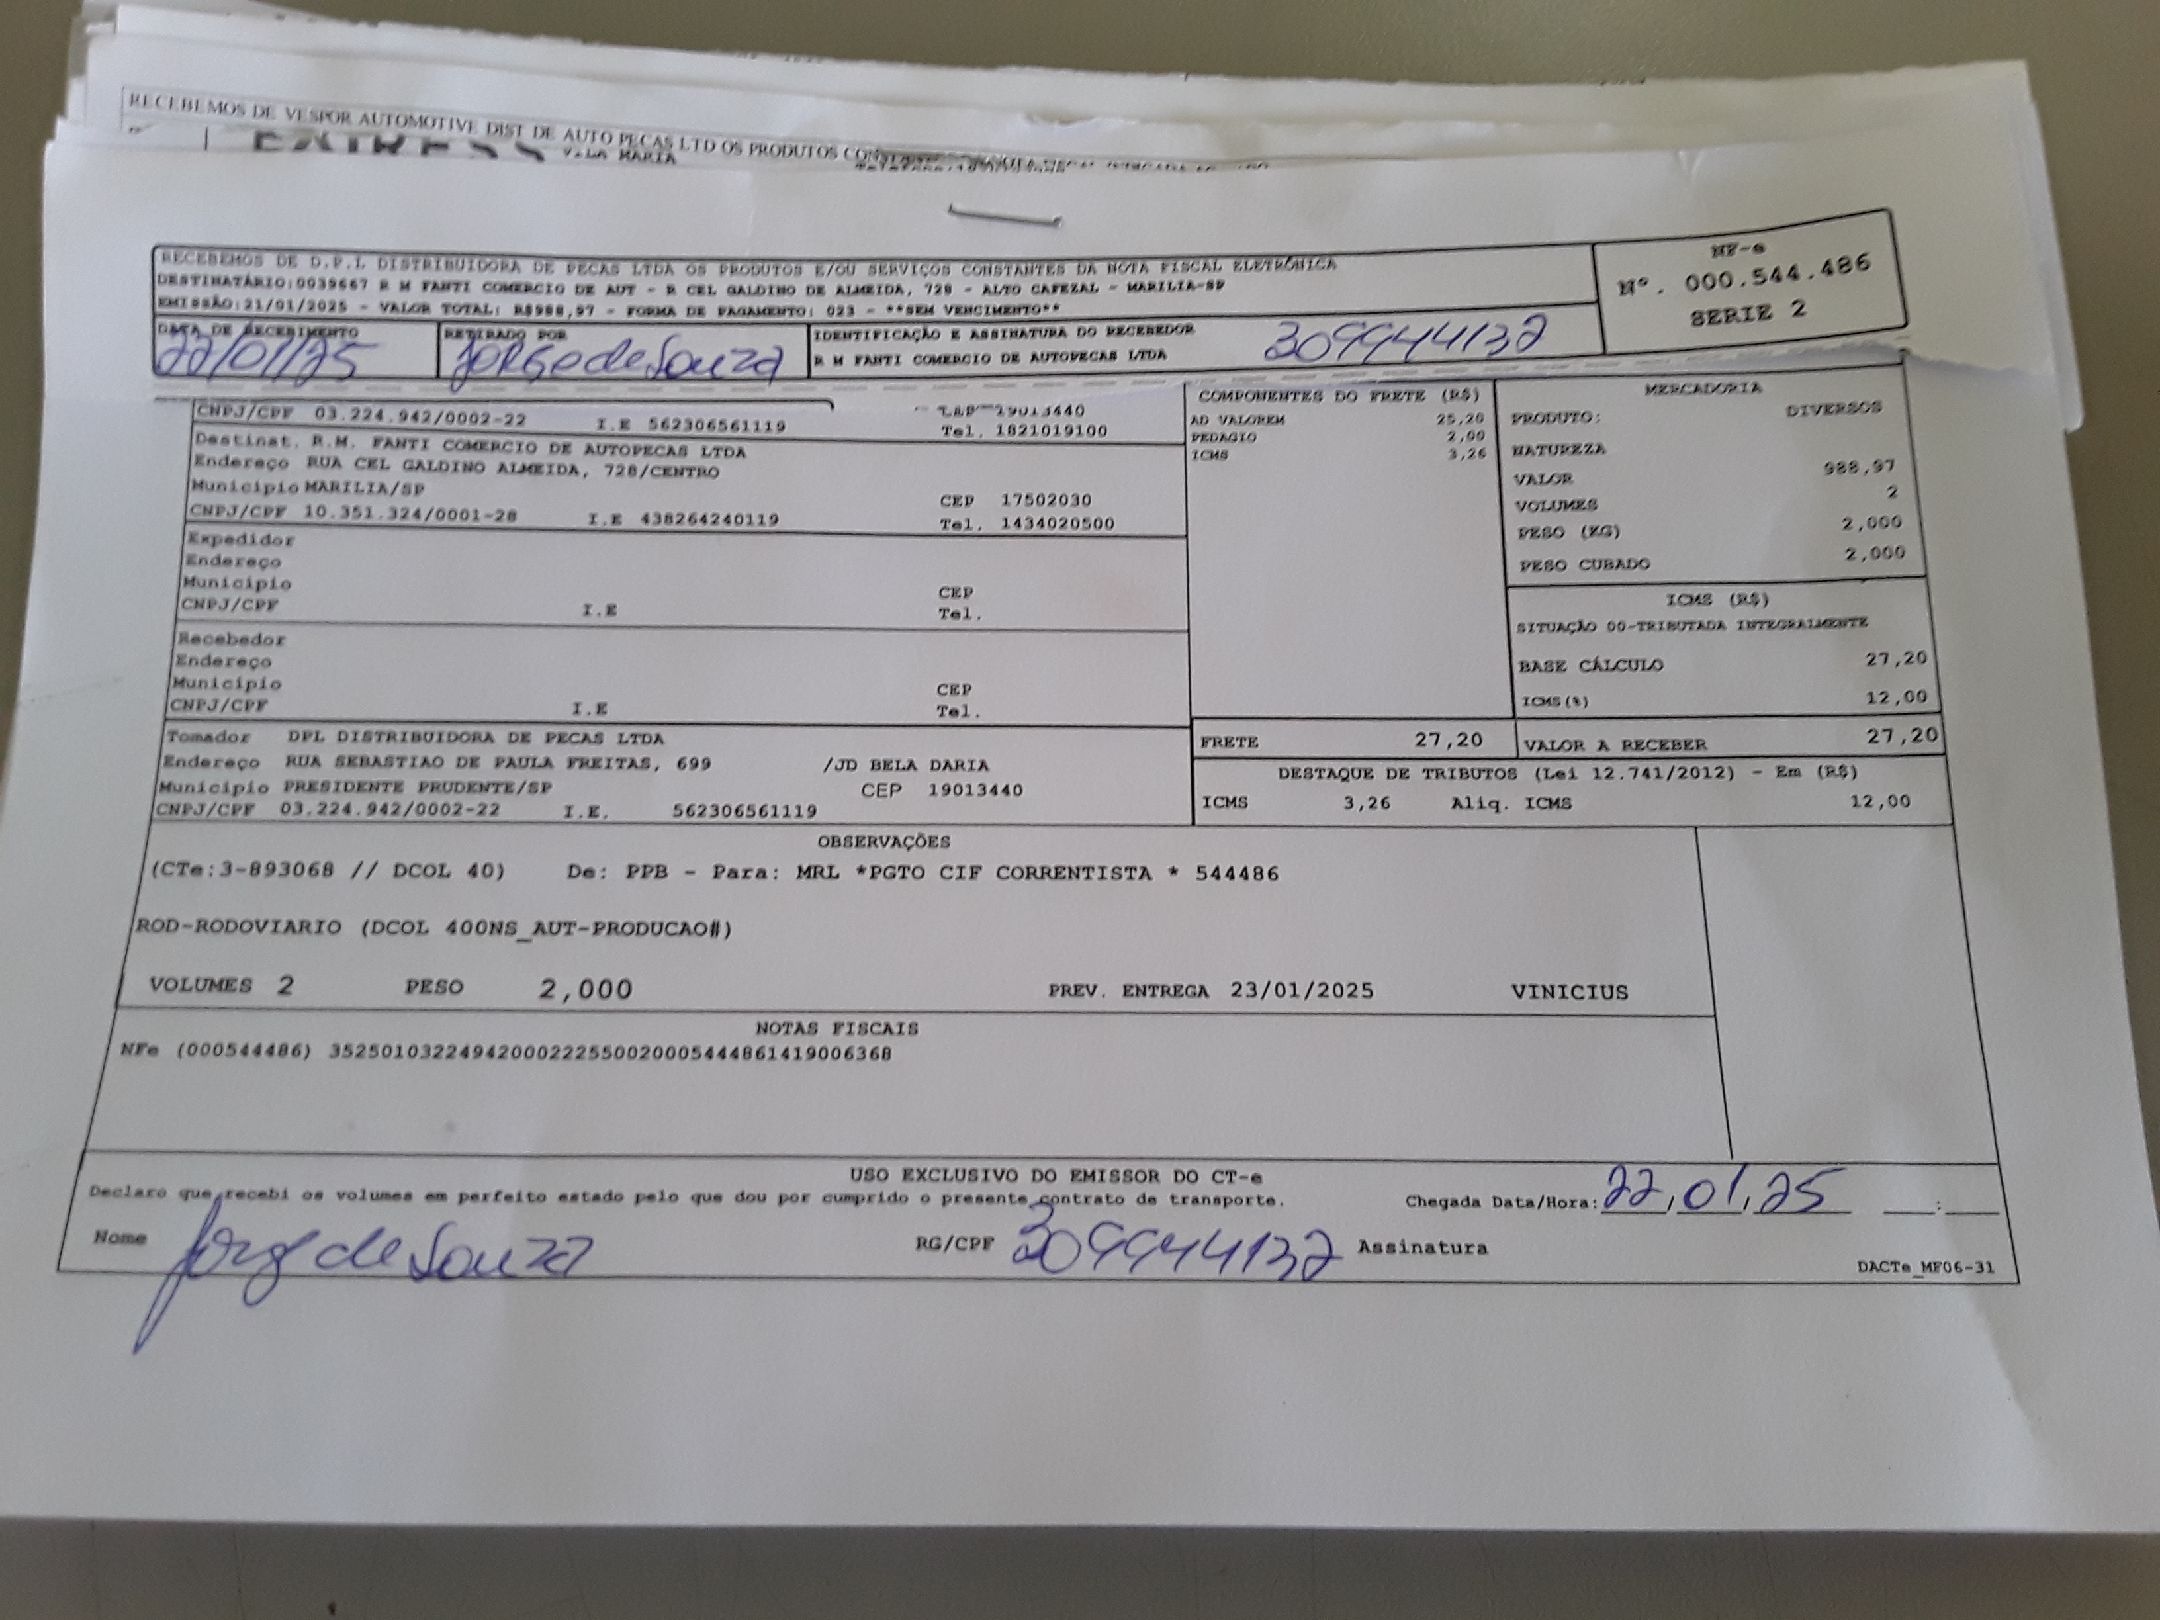 RECEBEMOS DE VESPOR AUTOMOTIVE DIST DE AUTO PEÇAS LTD OS PRODUTOS
VILA MARIA
RECEBEMOS DE D.P.L DISTRIBUIDORA DE PECAS LTDA OS PRODUTOS E/OU SERVIÇOS CONSTANTES DA NOTA FISCAL ELETRÔNICA
DESTINATÁRIO:0039667 R M FANTI COMERCIO DE AUT - R CEL GALDINO DE ALMEIDA, 728 - ALTO CAFEZAL - MARILIA-SP
EMISSÃO:21/01/2025 - VALOR TOTAL: R$988,97 - FORMA DE PAGAMENTO: 023 - **SEM VENCIMENTO**
NF-e
Nº. 000.544.486
SERIE 2
DATA DE RECEBIMENTO
22/01/25
RETIRADO POR
Jorge de Souza
IDENTIFICAÇÃO E ASSINATURA DO RECEBEDOR
R M FANTI COMERCIO DE AUTOPECAS LTDA
309944132
CNPJ/CPF 03.224.942/0002-22 I.E 562306561119
CEP 19013440
Tel. 1821019100
Destinat. R.M. FANTI COMERCIO DE AUTOPECAS LTDA
Endereço RUA CEL GALDINO ALMEIDA, 728/CENTRO
Município MARILIA/SP CEP 17502030
CNPJ/CPF 10.351.324/0001-28 I.E 438264240119 Tel. 1434020500
Expedidor
Endereço
Município CEP
CNPJ/CPF I.E Tel.
Recebedor
Endereço
Município CEP
CNPJ/CPF I.E Tel.
Tomador DPL DISTRIBUIDORA DE PECAS LTDA
Endereço RUA SEBASTIAO DE PAULA FREITAS, 699 /JD BELA DARIA
Município PRESIDENTE PRUDENTE/SP CEP 19013440
CNPJ/CPF 03.224.942/0002-22 I.E. 562306561119
COMPONENTES DO FRETE (R$)
AD VALOREM 25,20
PEDAGIO 2,00
ICMS 3,26
MERCADORIA
PRODUTO: DIVERSOS
NATUREZA
VALOR 988,97
VOLUMES 2
PESO (KG) 2,000
PESO CUBADO 2,000
ICMS (R$)
SITUAÇÃO 00-TRIBUTADA INTEGRALMENTE
BASE CÁLCULO 27,20
ICMS(%) 12,00
FRETE 27,20
VALOR A RECEBER 27,20
DESTAQUE DE TRIBUTOS (Lei 12.741/2012) - Em (R$)
ICMS 3,26 Aliq. ICMS 12,00
OBSERVAÇÕES
(CTe:3-893068 // DCOL 40) De: PPB - Para: MRL *PGTO CIF CORRENTISTA * 544486
ROD-RODOVIARIO (DCOL 400NS_AUT-PRODUCAO#)
VOLUMES 2 PESO 2,000 PREV. ENTREGA 23/01/2025 VINICIUS
NOTAS FISCAIS
NFe (000544486) 35250103224942000222550020005444861419006368
USO EXCLUSIVO DO EMISSOR DO CT-e
Declaro que recebi os volumes em perfeito estado pelo que dou por cumprido o presente contrato de transporte.
Chegada Data/Hora: 22/01/25 __:__
Nome Jorge de Souza RG/CPF 309944132 Assinatura
DACTe_MF06-31